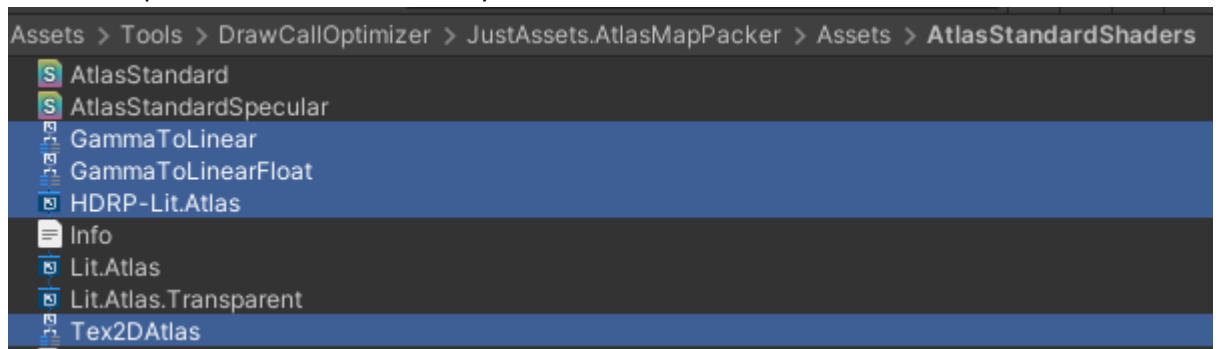 Assets > Tools > DrawCallOptimizer > JustAssets.AtlasMapPacker > Assets > AtlasStandardShaders
AtlasStandard
AtlasStandardSpecular
GammaToLinear
GammaToLinearFloat
HDRP-Lit.Atlas
Info
Lit.Atlas
Lit.Atlas.Transparent
Tex2DAtlas